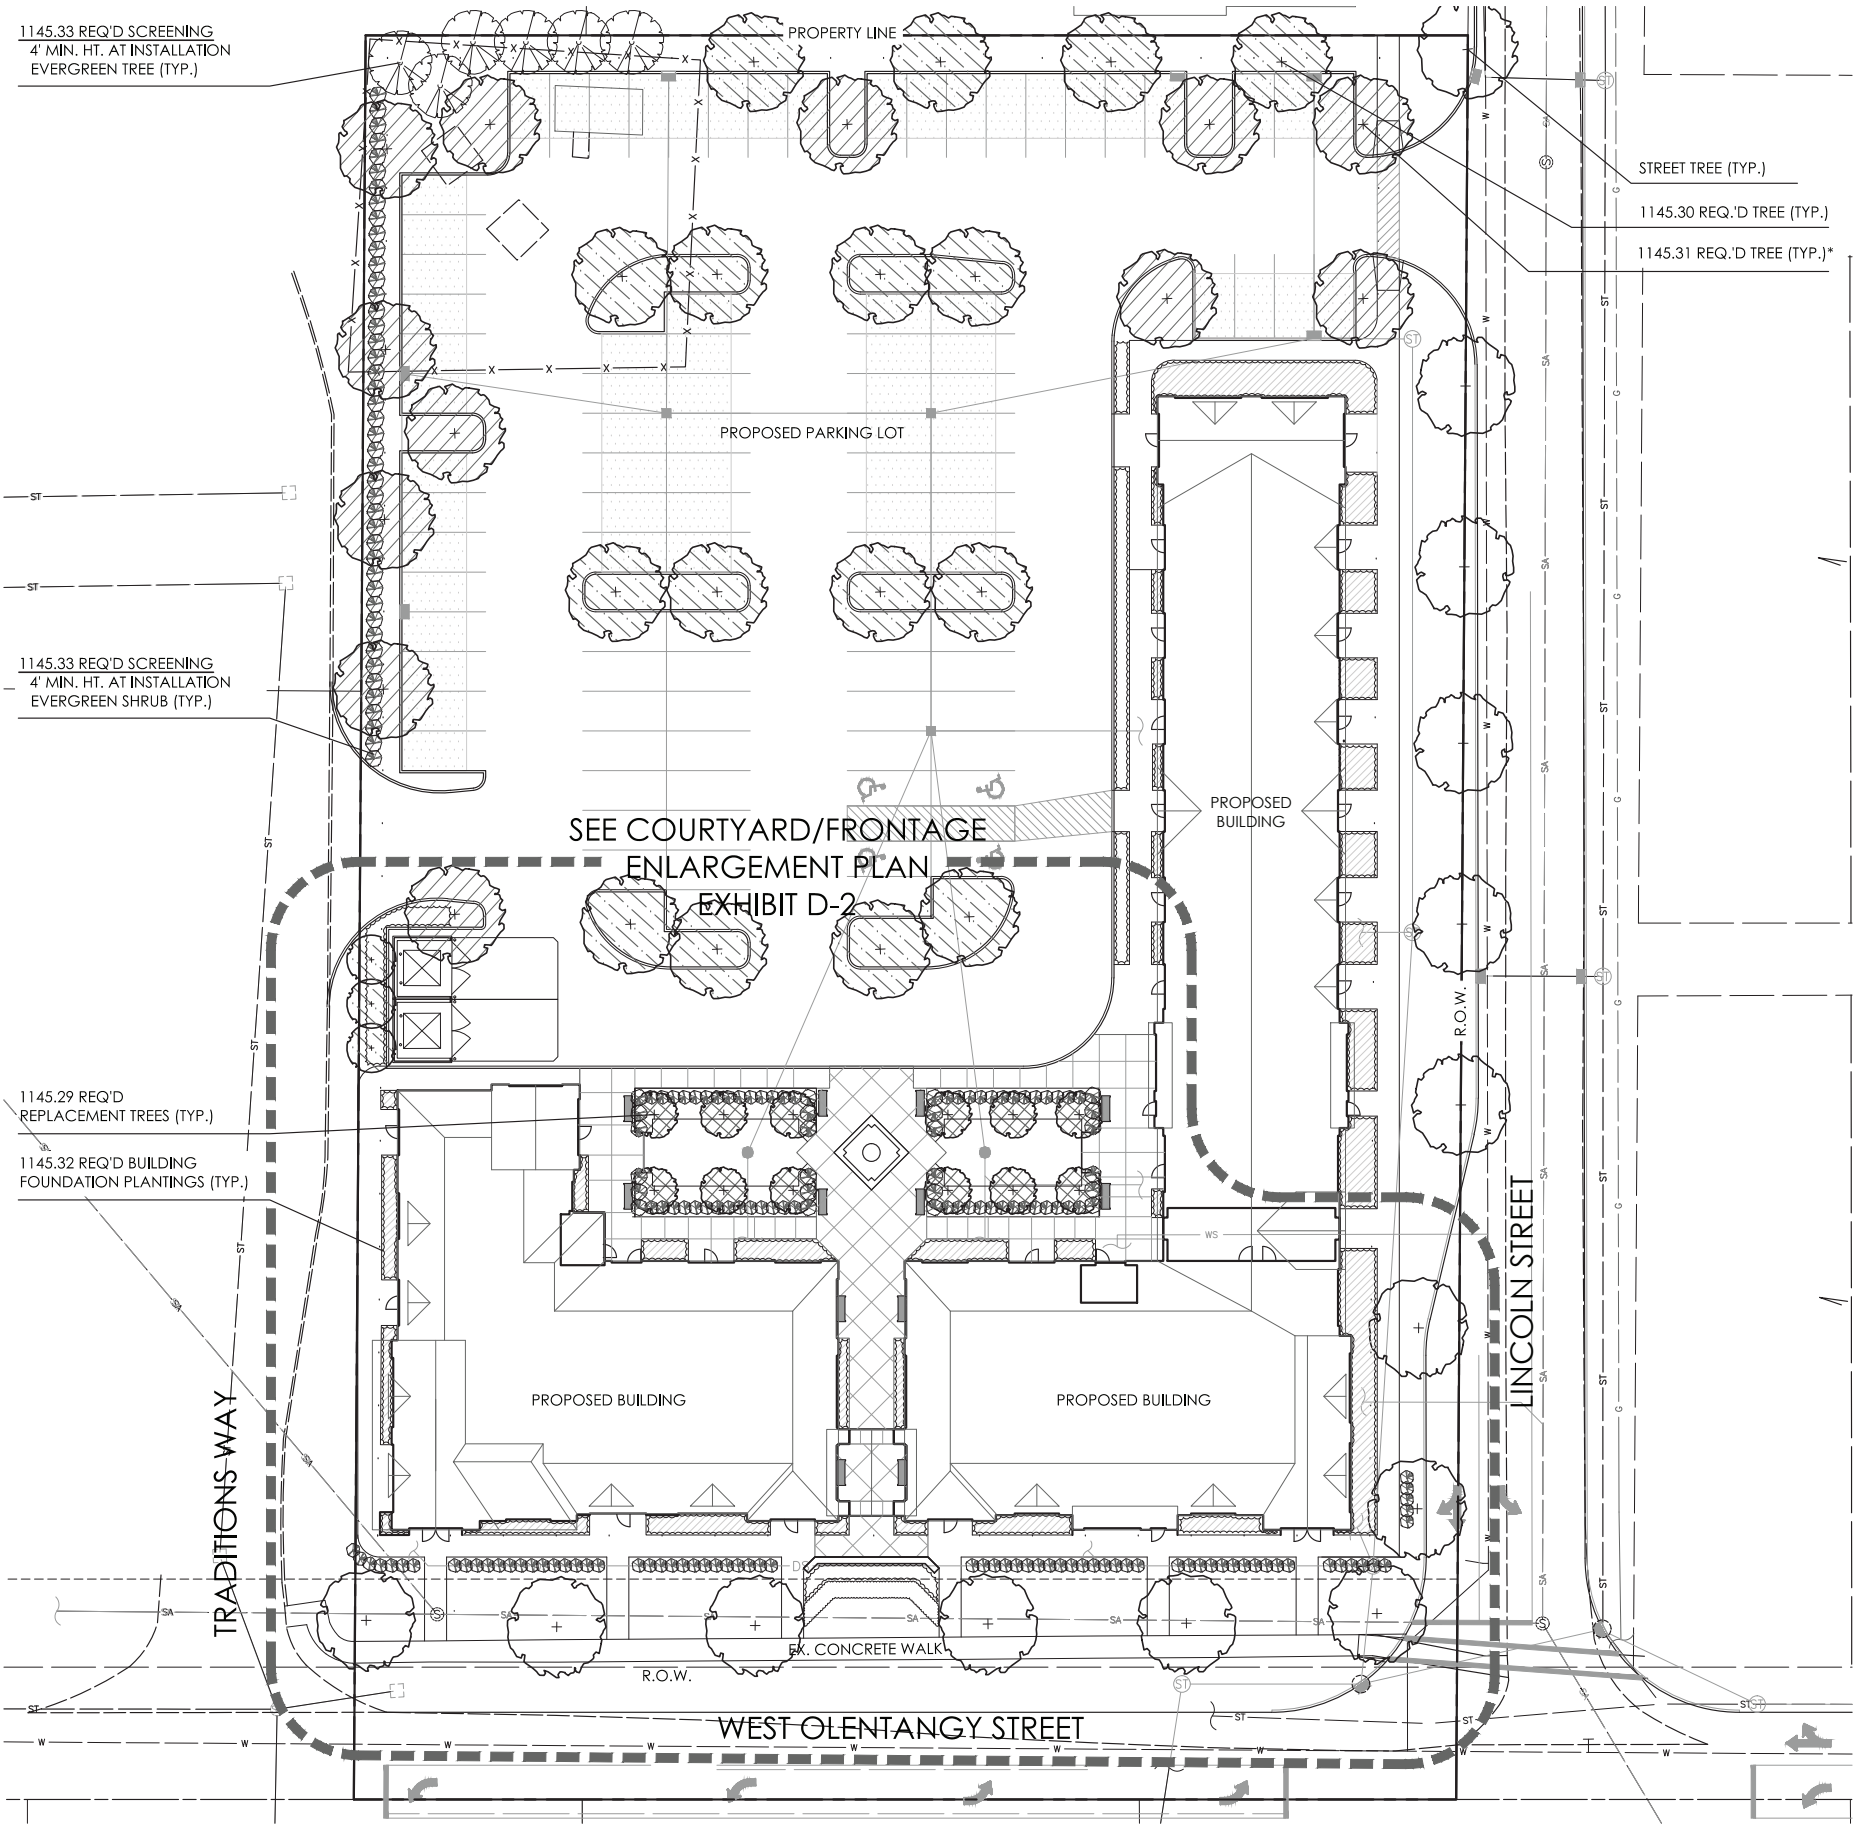 1145.33 REQ'D SCREENING
4' MIN. HT. AT INSTALLATION
EVERGREEN TREE (TYP.)
PROPERTY LINE
STREET TREE (TYP.)
1145.30 REQ.'D TREE (TYP.)
1145.31 REQ.'D TREE (TYP.)*
PROPOSED PARKING LOT
1145.33 REQ'D SCREENING
4' MIN. HT. AT INSTALLATION
EVERGREEN SHRUB (TYP.)
PROPOSED
BUILDING
SEE COURTYARD/FRONTAGE
ENLARGEMENT PLAN
EXHIBIT D-2
R.O.W.
1145.29 REQ'D
REPLACEMENT TREES (TYP.)
1145.32 REQ'D BUILDING
FOUNDATION PLANTINGS (TYP.)
WS
LINCOLN STREET
TRADITIONS WAY
PROPOSED BUILDING
PROPOSED BUILDING
EX. CONCRETE WALK
R.O.W.
WEST OLENTANGY STREET